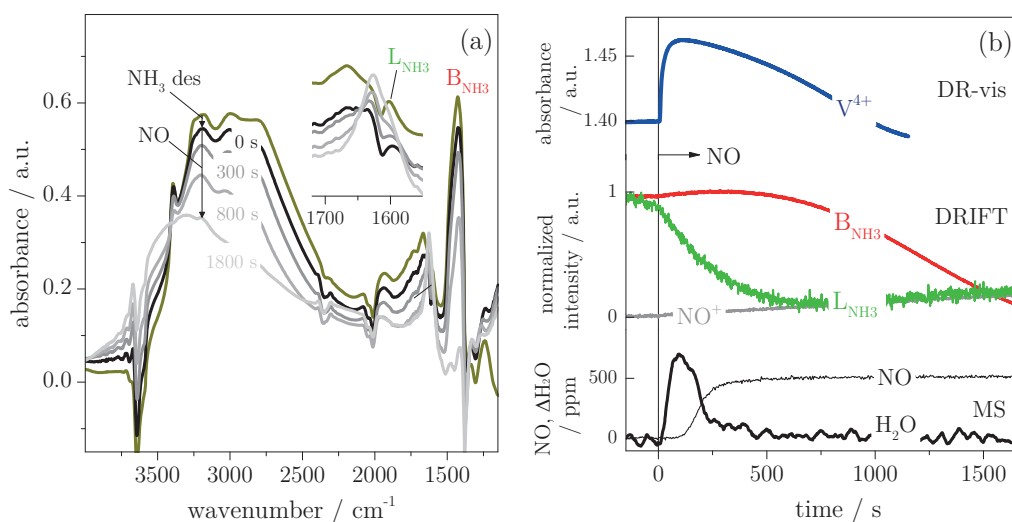 (a)
L_NH3
B_NH3
NH3 des
NO
0 s
300 s
800 s
1800 s
0.6
0.4
0.2
0.0
absorbance / a.u.
1700 1600
3500 3000 2500 2000 1500
wavenumber / cm-1
(b)
1.45
1.40
absorbance
/ a.u.
DR-vis
V4+
NO
1
0
normalized
intensity / a.u.
DRIFT
B_NH3
NO+
L_NH3
500
0
NO, ΔH2O
/ ppm
NO
MS
H2O
0 500 1000 1500
time / s